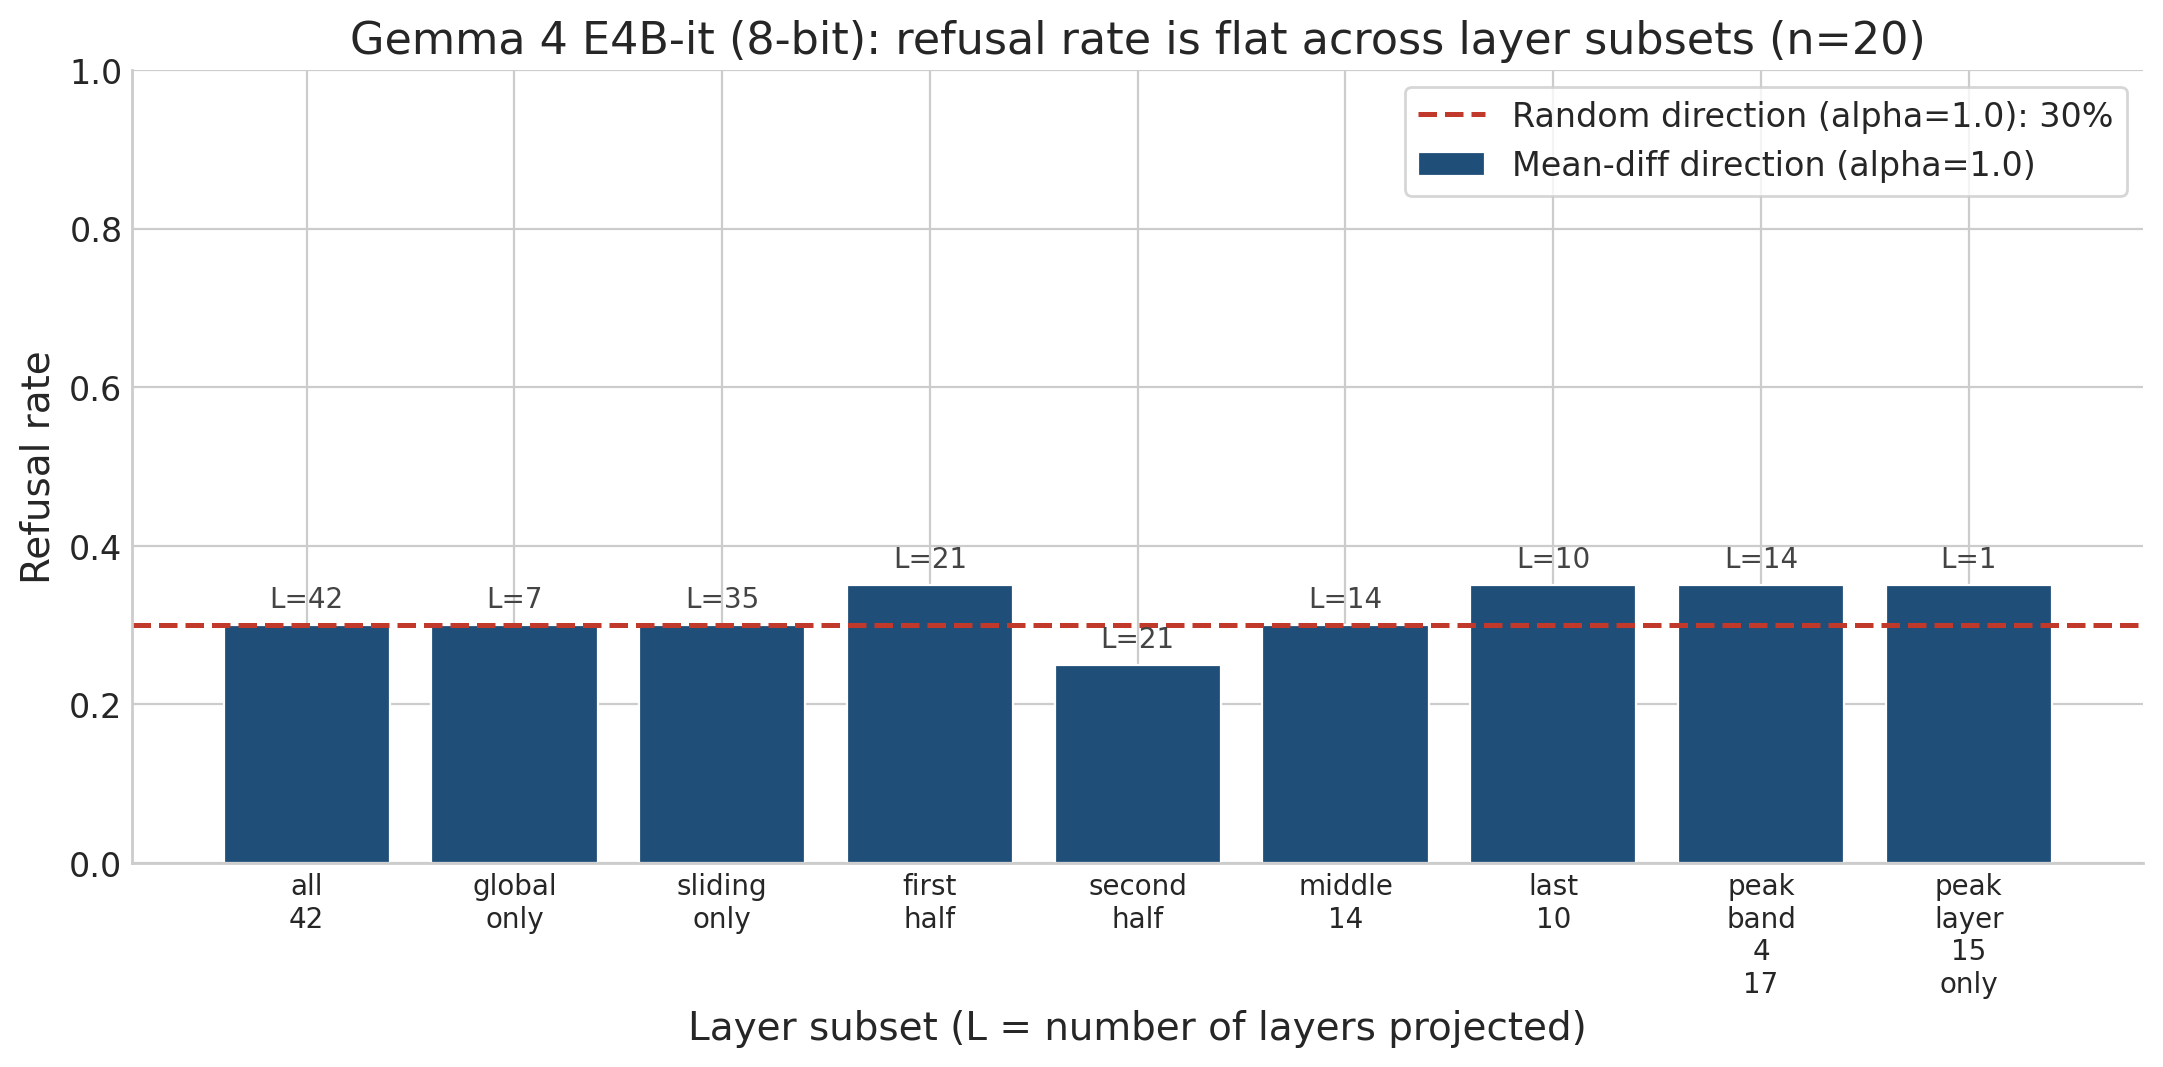 Gemma 4 E4B-it (8-bit): refusal rate is flat across layer subsets (n=20)
Random direction (alpha=1.0): 30%
Mean-diff direction (alpha=1.0)
Refusal rate
1.0
0.8
0.6
0.4
0.2
0.0
L=42
L=7
L=35
L=21
L=21
L=14
L=10
L=14
L=1
all
42
global
only
sliding
only
first
half
second
half
middle
14
last
10
peak
band
4
17
peak
layer
15
only
Layer subset (L = number of layers projected)